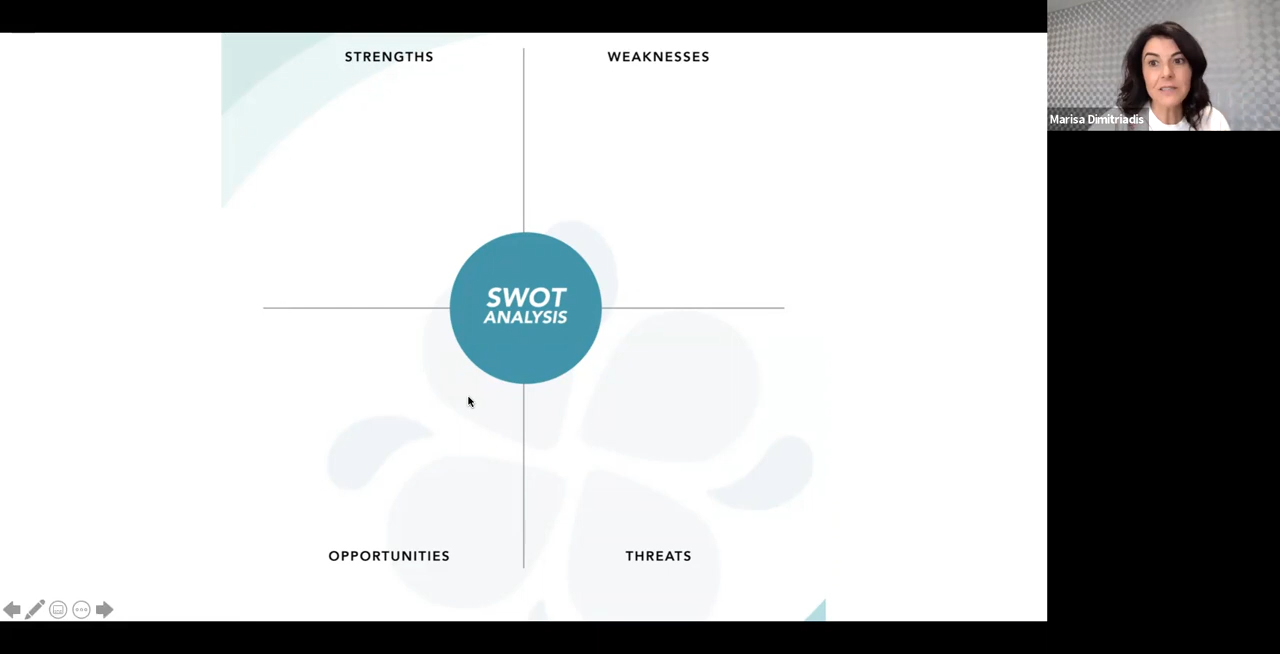 STRENGTHS
WEAKNESSES
Marisa Dimitriadis
SWOT
ANALYSIS
OPPORTUNITIES
THREATS